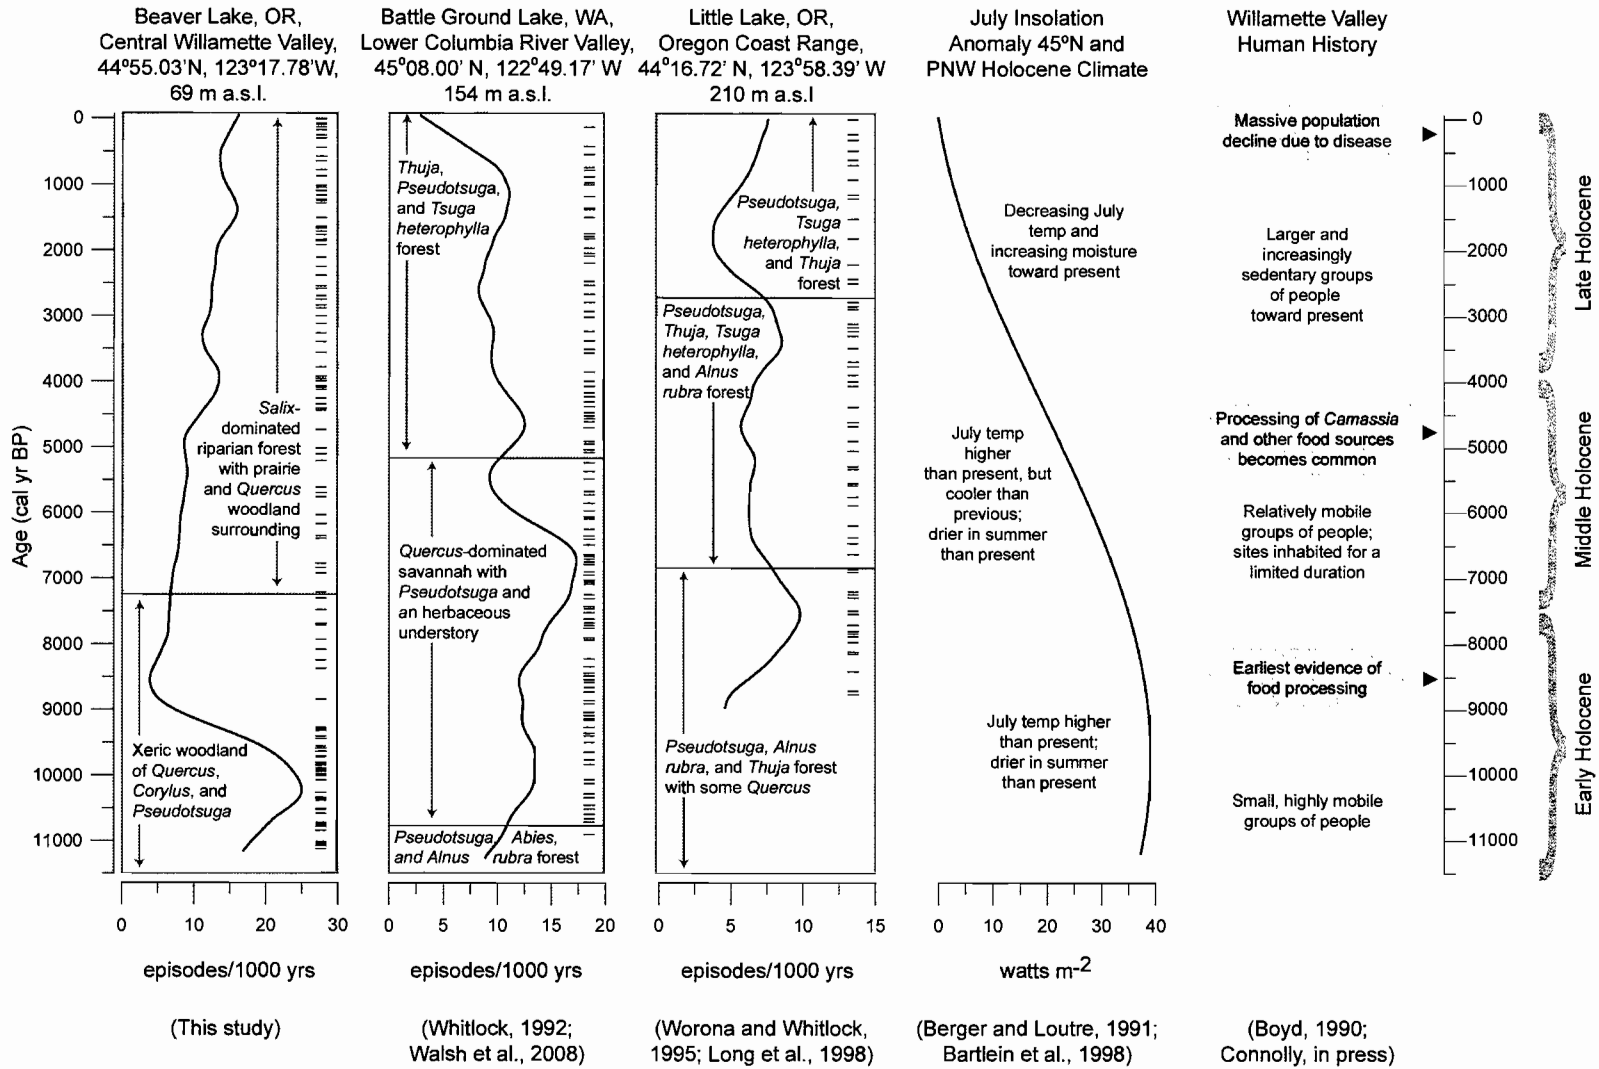 Beaver Lake, OR,
Central Willamette Valley,
44°55.03'N, 123°17.78'W,
69 m a.s.l.
Battle Ground Lake, WA,
Lower Columbia River Valley,
45°08.00' N, 122°49.17' W
154 m a.s.l.
Little Lake, OR,
Oregon Coast Range,
44°16.72' N, 123°58.39' W
210 m a.s.l
July Insolation
Anomaly 45°N and
PNW Holocene Climate
Willamette Valley
Human History
Age (cal yr BP)
0
1000
2000
3000
4000
5000
6000
7000
8000
9000
10000
11000
Salix-
dominated
riparian forest
with prairie
and Quercus
woodland
surrounding
Xeric woodland
of Quercus,
Corylus, and
Pseudotsuga
0 10 20 30
episodes/1000 yrs
(This study)
Thuja,
Pseudotsuga,
and Tsuga
heterophylla
forest
Quercus-dominated
savannah with
Pseudotsuga and
an herbaceous
understory
Pseudotsuga, Abies,
and Alnus rubra forest
0 5 10 15 20
episodes/1000 yrs
(Whitlock, 1992;
Walsh et al., 2008)
Pseudotsuga,
Tsuga
heterophylla,
and Thuja
forest
Pseudotsuga,
Thuja, Tsuga
heterophylla,
and Alnus
rubra forest
Pseudotsuga, Alnus
rubra, and Thuja forest
with some Quercus
0 5 10 15
episodes/1000 yrs
(Worona and Whitlock,
1995; Long et al., 1998)
Decreasing July
temp and
increasing moisture
toward present
July temp
higher
than present, but
cooler than
previous;
drier in summer
than present
July temp higher
than present;
drier in summer
than present
0 10 20 30 40
watts m-2
(Berger and Loutre, 1991;
Bartlein et al., 1998)
Massive population
decline due to disease
Larger and
increasingly
sedentary groups
of people
toward present
Processing of Camassia
and other food sources
becomes common
Relatively mobile
groups of people;
sites inhabited for a
limited duration
Earliest evidence of
food processing
Small, highly mobile
groups of people
(Boyd, 1990;
Connolly, in press)
0
1000
2000
3000
4000
5000
6000
7000
8000
9000
10000
11000
Late Holocene
Middle Holocene
Early Holocene